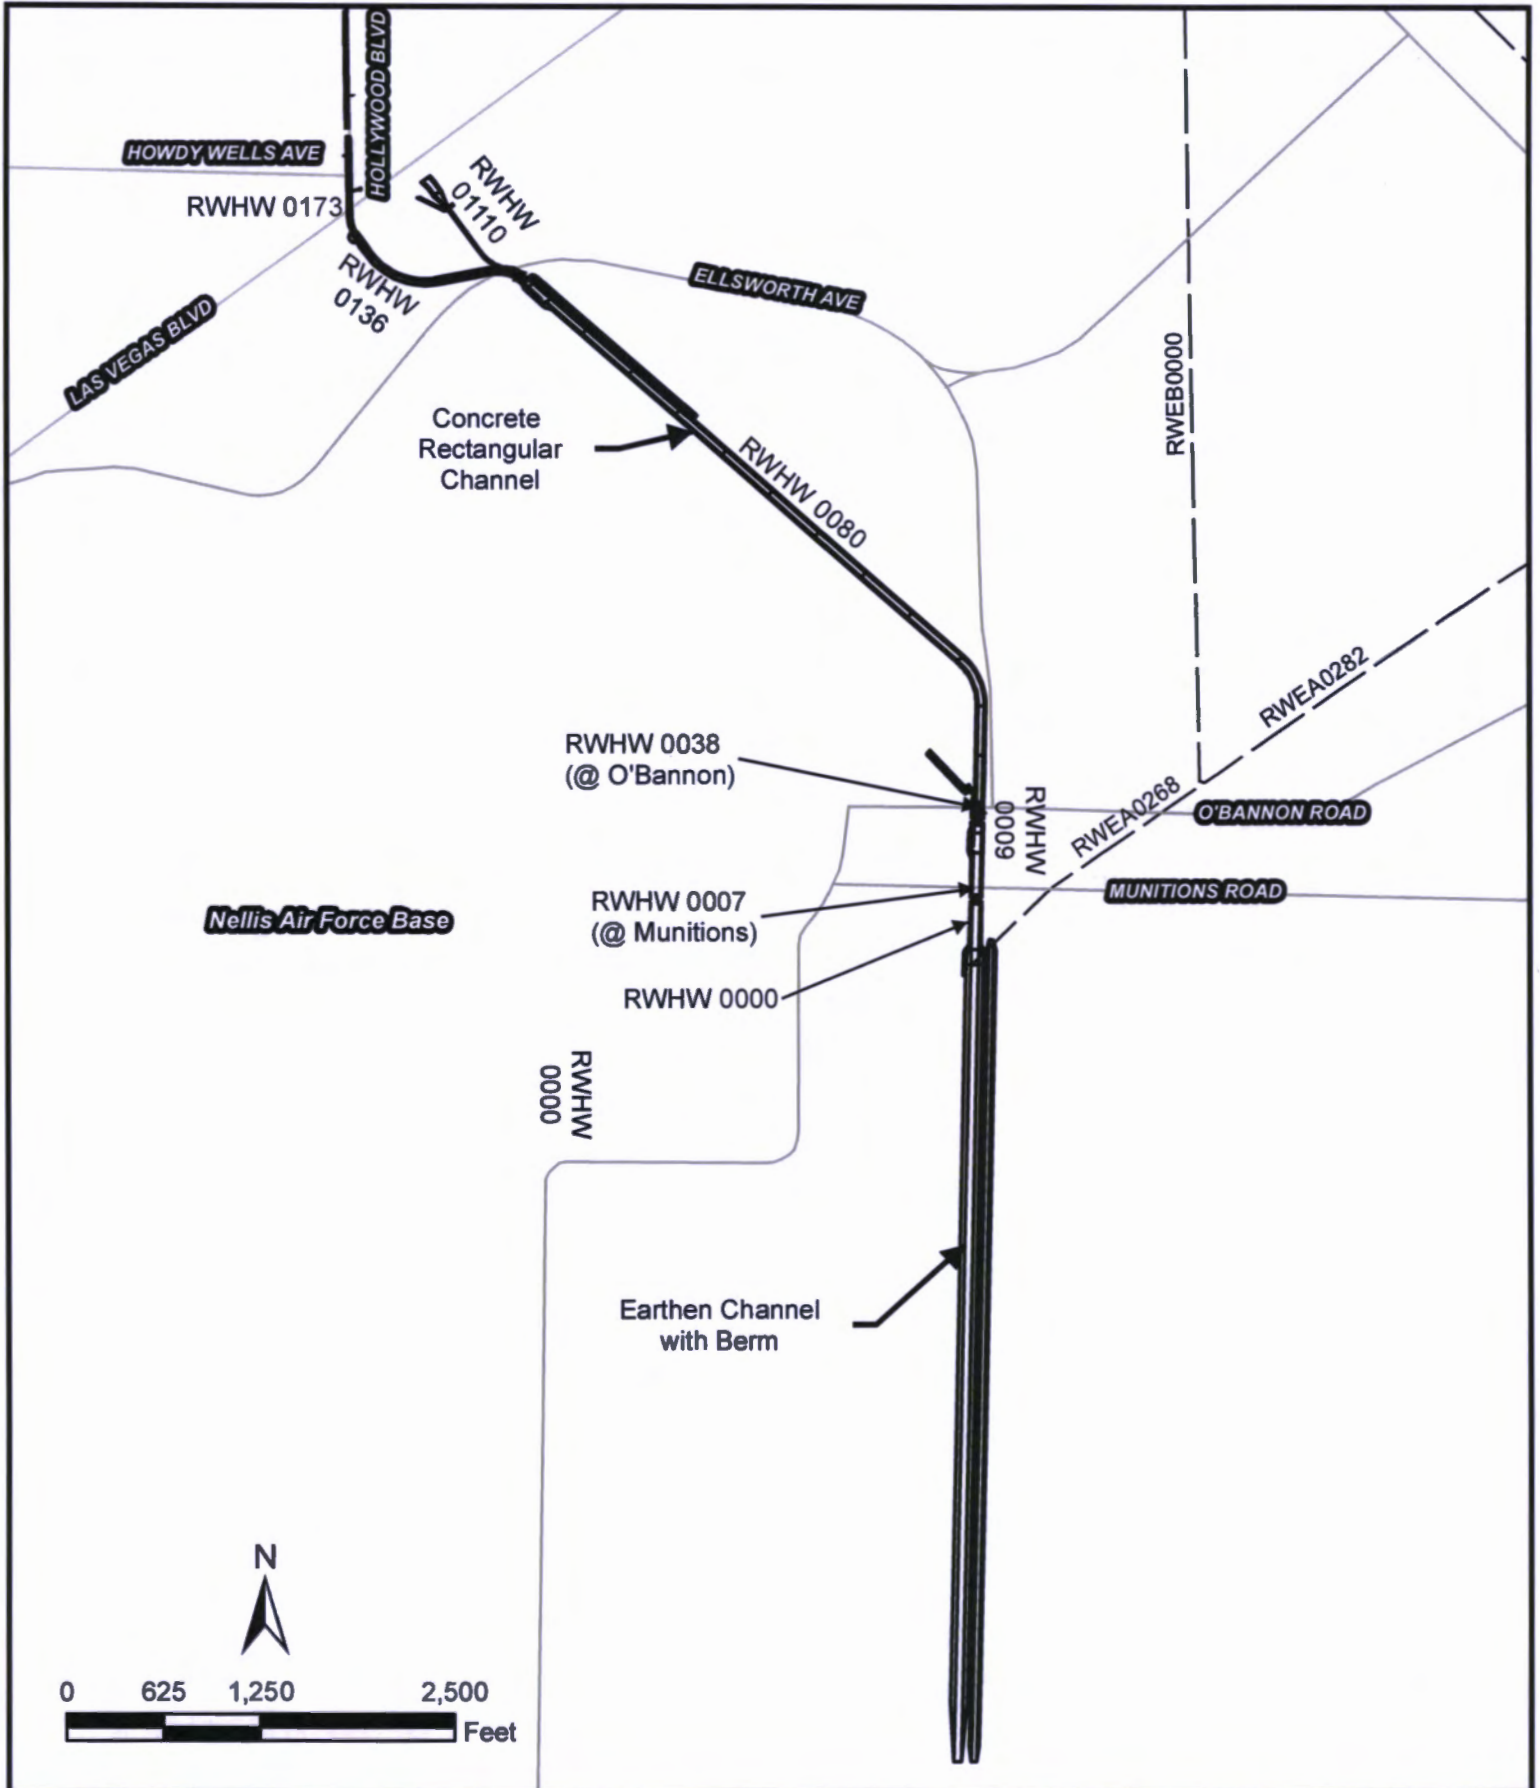 HOLLYWOOD BLVD
HOWDY WELLS AVE
RWHW 0173
RWHW
01110
RWHW
0136
LAS VEGAS BLVD
ELLSWORTH AVE
Concrete
Rectangular
Channel
RWHW 0080
RWEB0000
RWEA0282
RWHW 0038
(@ O'Bannon)
RWHW
0009
RWEA0268
O'BANNON ROAD
MUNITIONS ROAD
RWHW 0007
(@ Munitions)
Nellis Air Force Base
RWHW 0000
RWHW
0000
Earthen Channel
with Berm
N
0 625 1,250 2,500
Feet